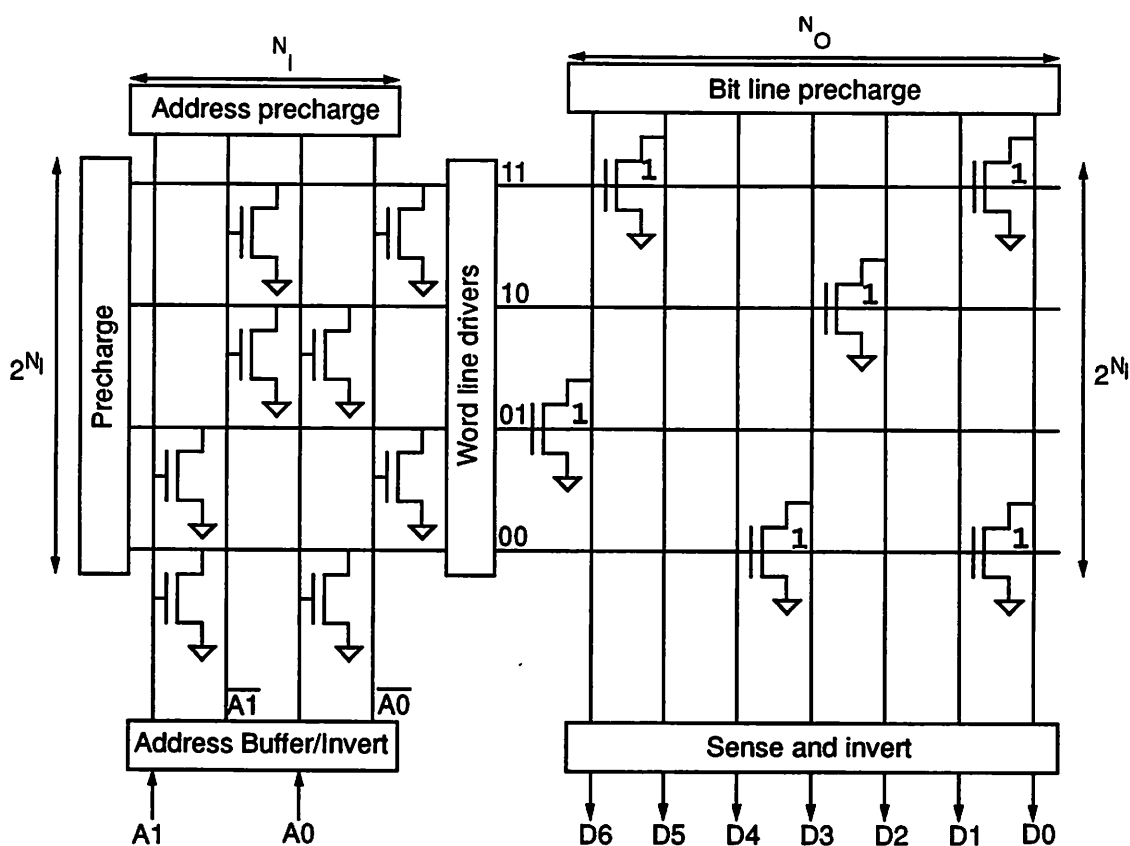 N_I
N_O
Address precharge
Bit line precharge
11
1
1
10
1
Precharge
Word line drivers
2^{N_I}
2^{N_I}
01
1
00
1
1
\overline{A1}
\overline{A0}
Address Buffer/Invert
Sense and invert
A1
A0
D6
D5
D4
D3
D2
D1
D0